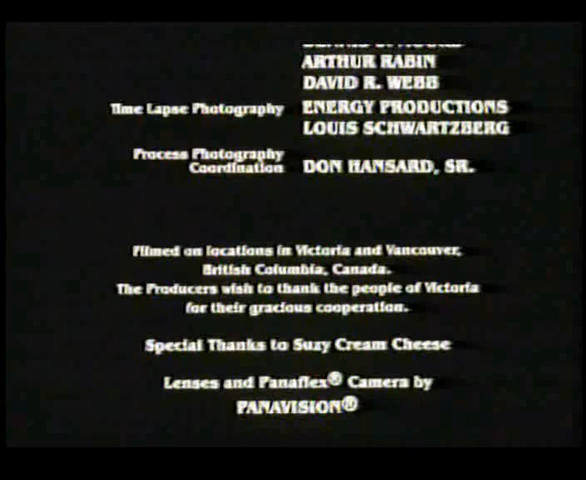 ARTHUR RABIN
DAVID R. WEBB
Time Lapse Photography ENERGY PRODUCTIONS
LOUIS SCHWARTZBERG
Process Photography
Coordination DON HANSARD, SR.
Filmed on locations in Victoria and Vancouver,
British Columbia, Canada.
The Producers wish to thank the people of Victoria
for their gracious cooperation.
Special Thanks to Suzy Cream Cheese
Lenses and Panaflex® Camera by
PANAVISION®